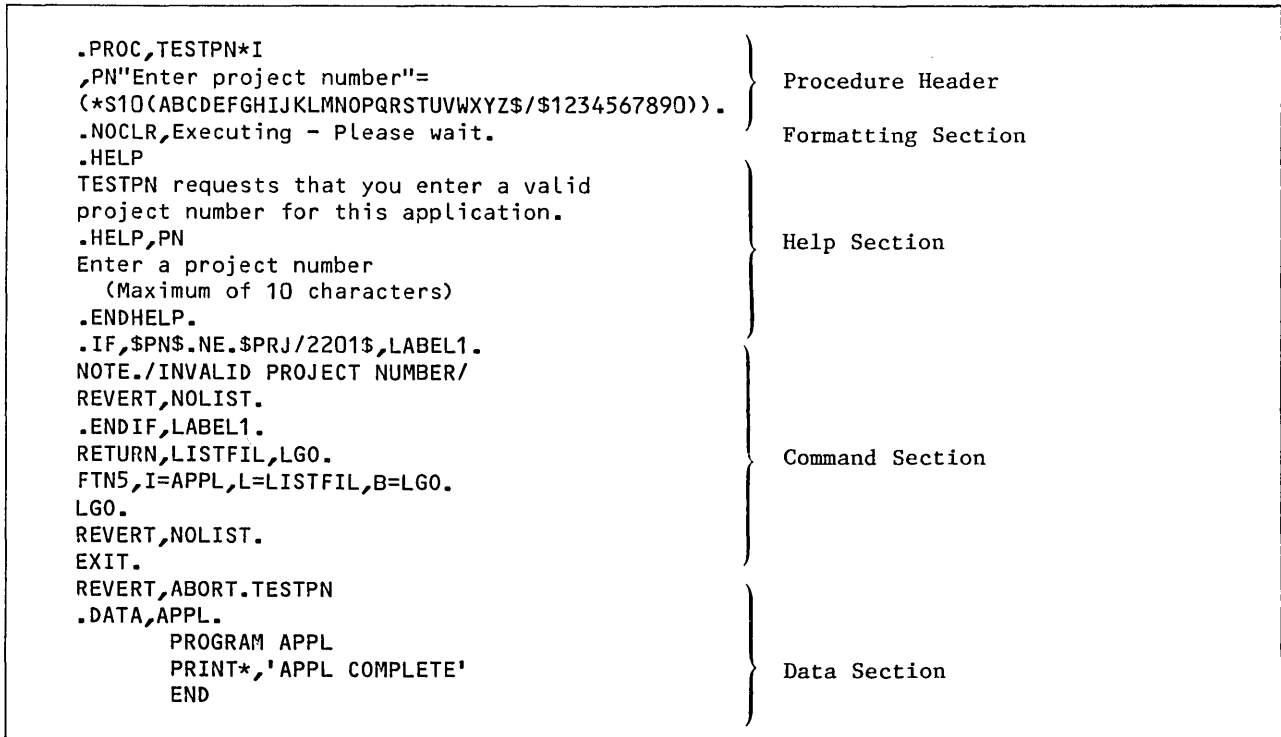 .PROC,TESTPN*I
,PN"Enter project number"=
(*S10(ABCDEFGHIJKLMNOPQRSTUVWXYZ$/$1234567890)).
Procedure Header
.NOCLR,Executing - Please wait.
Formatting Section
.HELP
TESTPN requests that you enter a valid
project number for this application.
.HELP,PN
Enter a project number
(Maximum of 10 characters)
.ENDHELP.
Help Section
.IF,$PN$.NE.$PRJ/2201$,LABEL1.
NOTE./INVALID PROJECT NUMBER/
REVERT,NOLIST.
.ENDIF,LABEL1.
RETURN,LISTFIL,LGO.
FTN5,I=APPL,L=LISTFIL,B=LGO.
LGO.
REVERT,NOLIST.
EXIT.
REVERT,ABORT.TESTPN
Command Section
.DATA,APPL.
PROGRAM APPL
PRINT*,'APPL COMPLETE'
END
Data Section